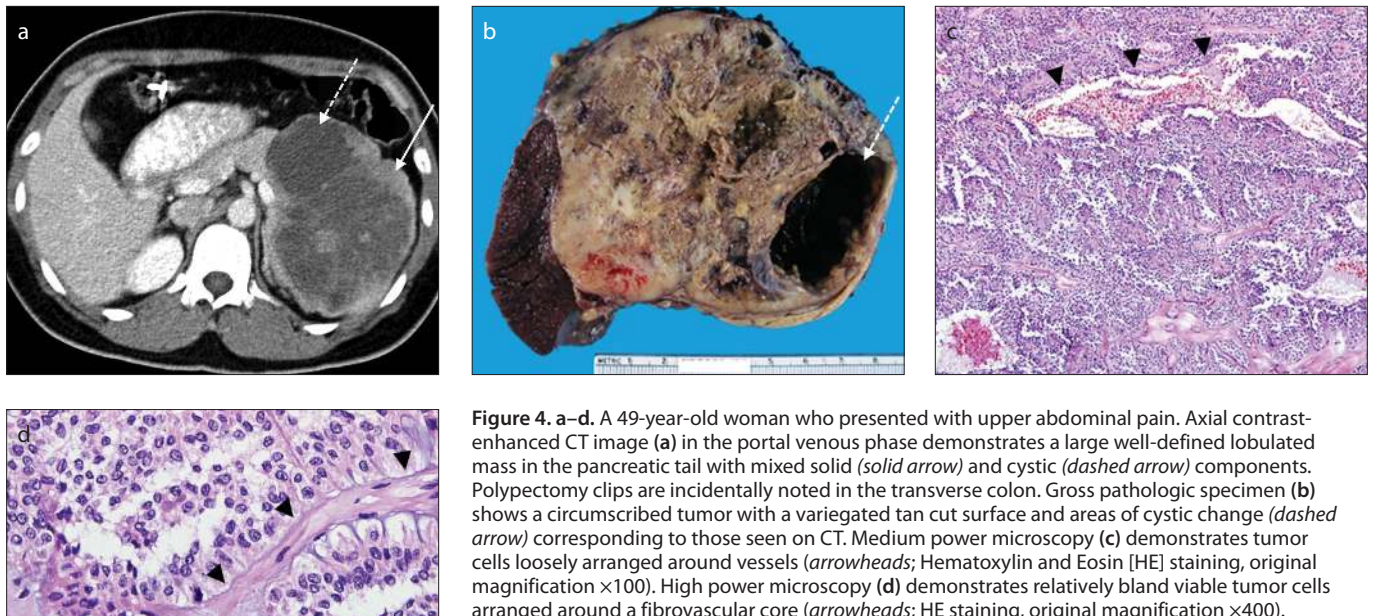 a
b
c
d
METRIC 1 2 5 6 7 8
Figure 4. a–d. A 49-year-old woman who presented with upper abdominal pain. Axial contrast-
enhanced CT image (a) in the portal venous phase demonstrates a large well-defined lobulated
mass in the pancreatic tail with mixed solid (solid arrow) and cystic (dashed arrow) components.
Polypectomy clips are incidentally noted in the transverse colon. Gross pathologic specimen (b)
shows a circumscribed tumor with a variegated tan cut surface and areas of cystic change (dashed
arrow) corresponding to those seen on CT. Medium power microscopy (c) demonstrates tumor
cells loosely arranged around vessels (arrowheads; Hematoxylin and Eosin [HE] staining, original
magnification ×100). High power microscopy (d) demonstrates relatively bland viable tumor cells
arranged around a fibrovascular core (arrowheads; HE staining, original magnification ×400).